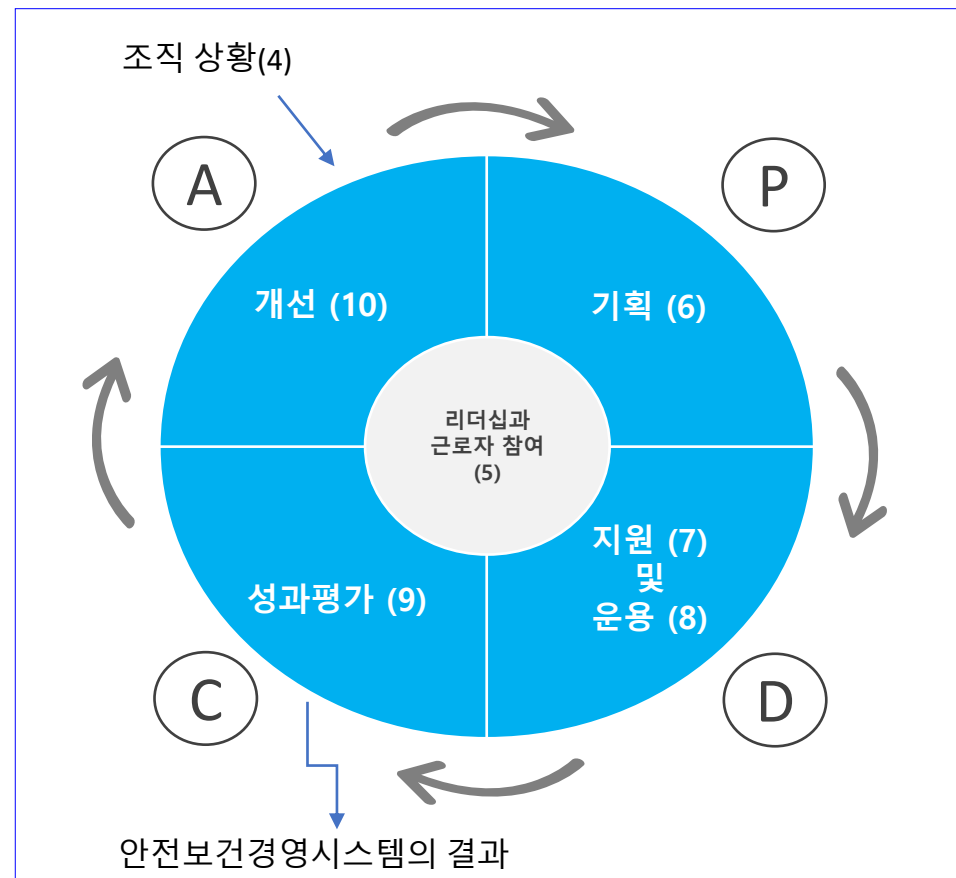 조직 상황(4)
A
P
개선 (10)
기획 (6)
리더십과
근로자 참여
(5)
지원 (7)
및
운용 (8)
성과평가 (9)
C
D
안전보건경영시스템의 결과